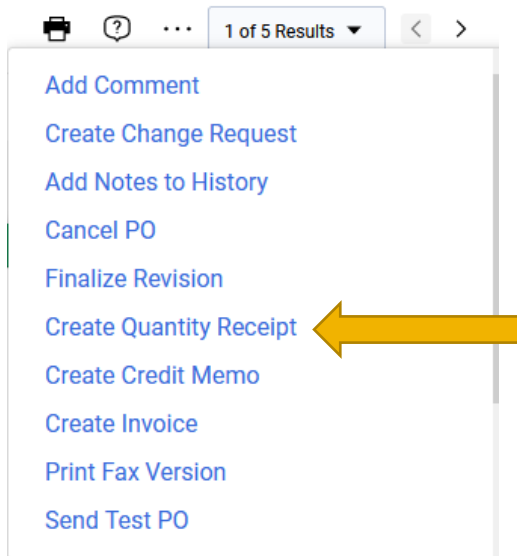 1 of 5 Results
Add Comment
Create Change Request
Add Notes to History
Cancel PO
Finalize Revision
Create Quantity Receipt
Create Credit Memo
Create Invoice
Print Fax Version
Send Test PO